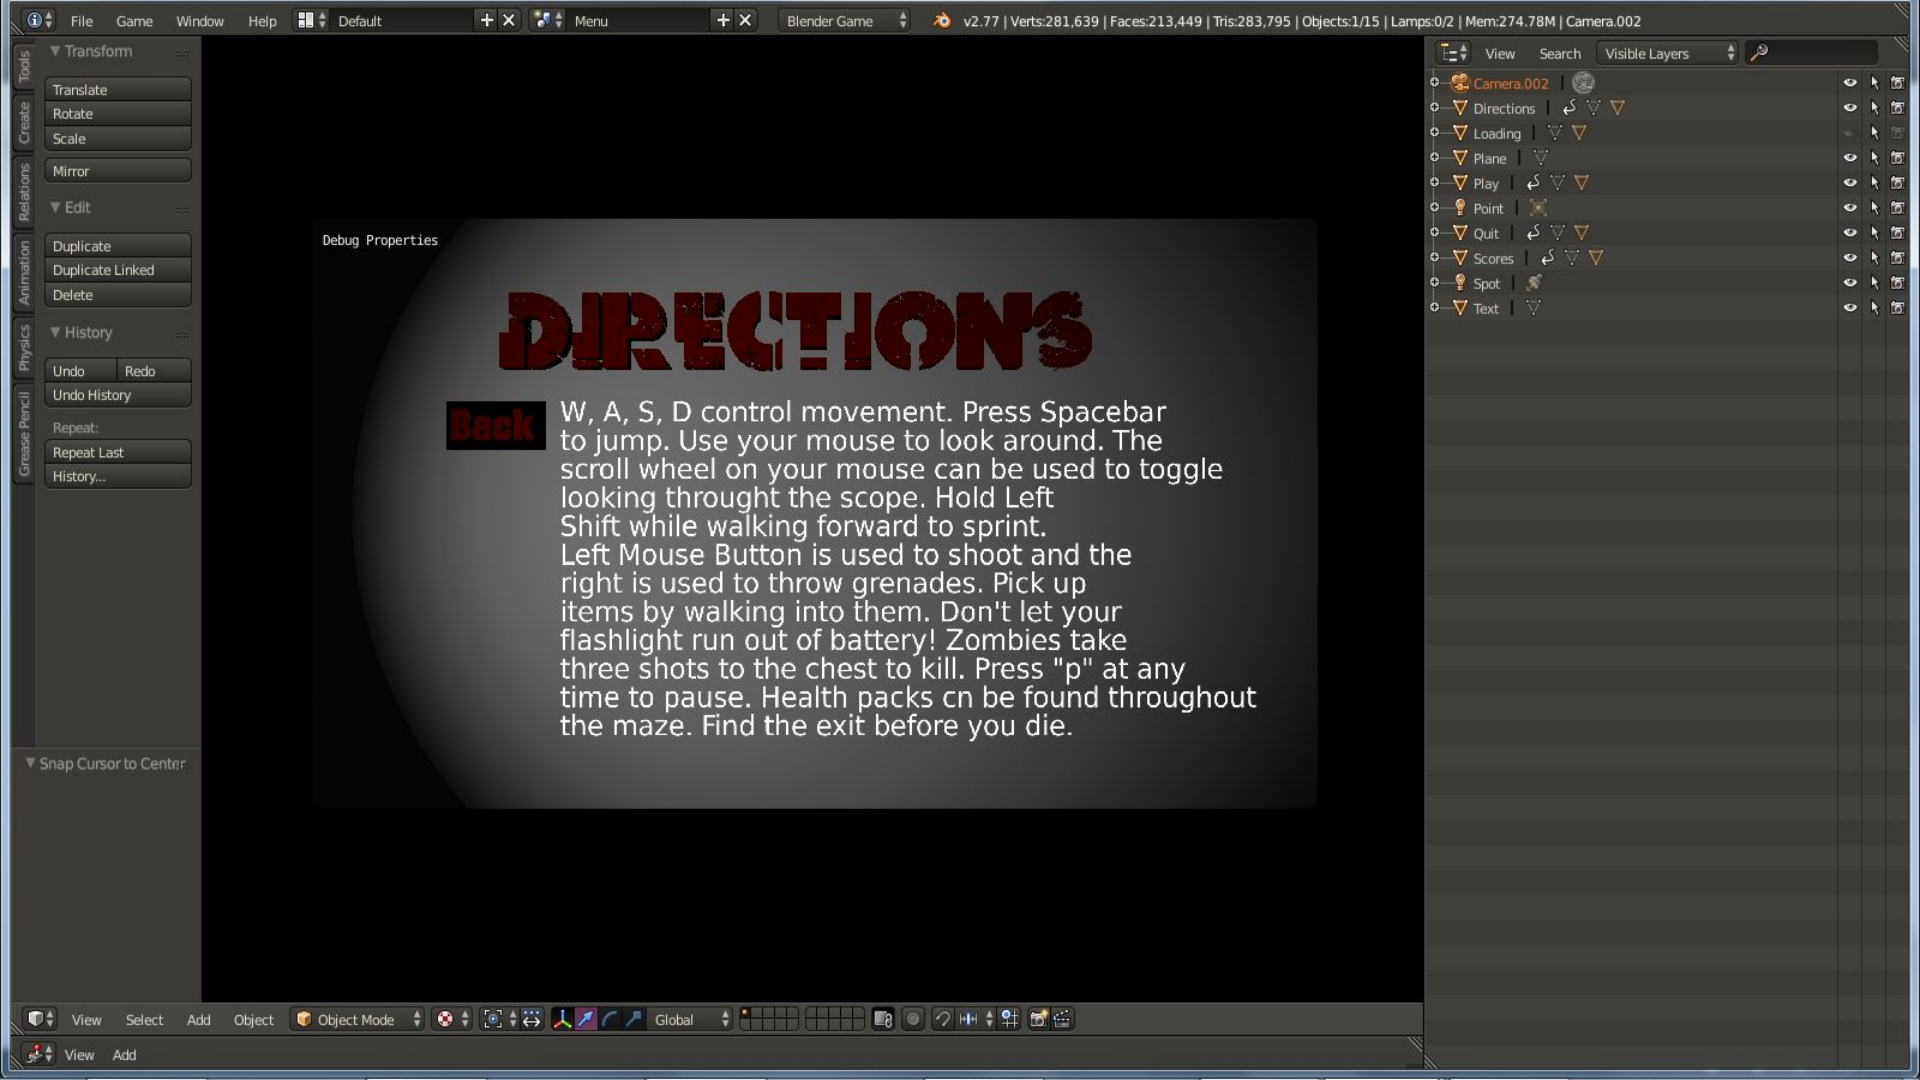 File Game Window Help Default Menu Blender Game v2.77 | Verts:281,639 | Faces:213,449 | Tris:283,795 | Objects:1/15 | Lamps:0/2 | Mem:274.78M | Camera.002
Tools
Create
Relations
Animation
Physics
Grease Pencil
Transform
Translate
Rotate
Scale
Mirror
Edit
Duplicate
Duplicate Linked
Delete
History
Undo Redo
Undo History
Repeat:
Repeat Last
History...
Snap Cursor to Center
Debug Properties
DIRECTIONS
Back
W, A, S, D control movement. Press Spacebar
to jump. Use your mouse to look around. The
scroll wheel on your mouse can be used to toggle
looking throught the scope. Hold Left
Shift while walking forward to sprint.
Left Mouse Button is used to shoot and the
right is used to throw grenades. Pick up
items by walking into them. Don't let your
flashlight run out of battery! Zombies take
three shots to the chest to kill. Press "p" at any
time to pause. Health packs cn be found throughout
the maze. Find the exit before you die.
View Search Visible Layers
Camera.002
Directions
Loading
Plane
Play
Point
Quit
Scores
Spot
Text
View Select Add Object Object Mode Global
View Add